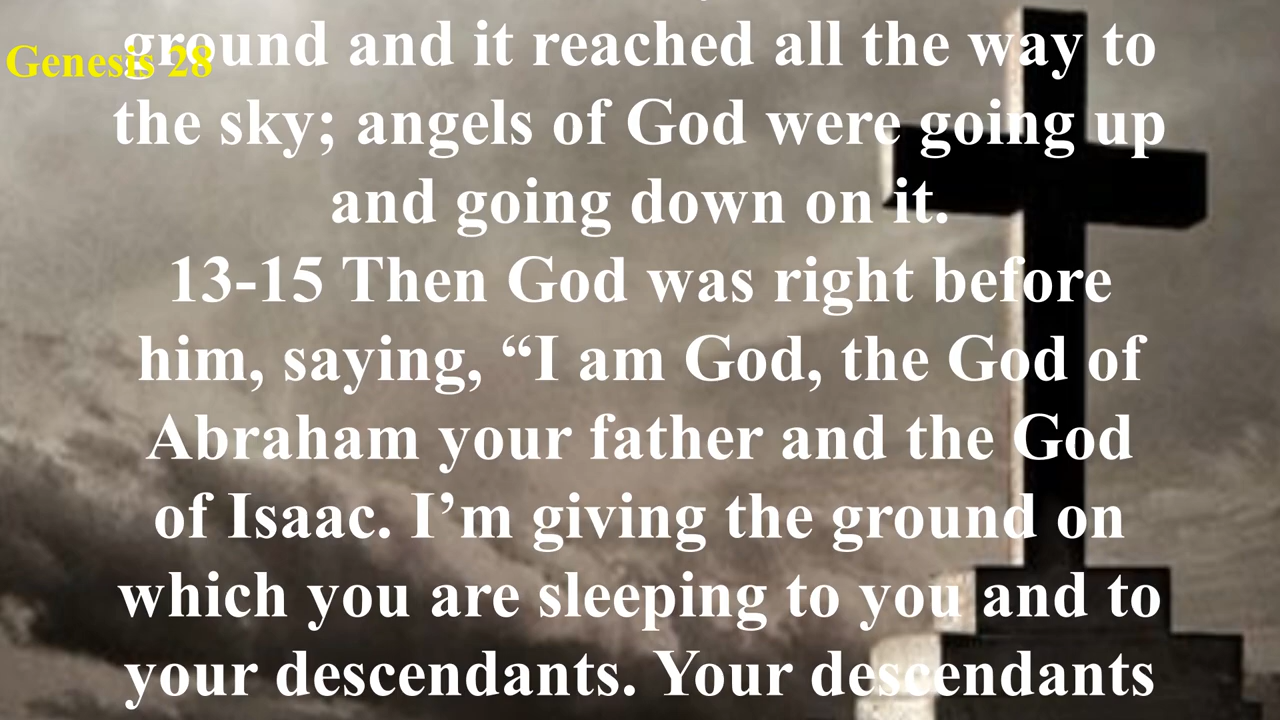 Genesis 28
ground and it reached all the way to
the sky; angels of God were going up
and going down on it.
13-15 Then God was right before
him, saying, “I am God, the God of
Abraham your father and the God
of Isaac. I’m giving the ground on
which you are sleeping to you and to
your descendants. Your descendants